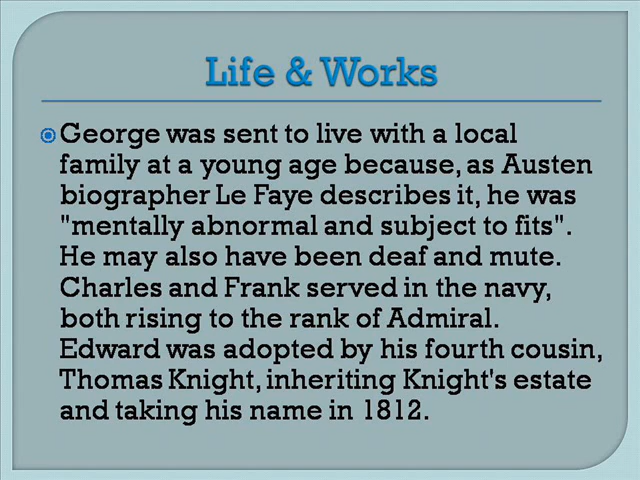 Life & Works
George was sent to live with a local
family at a young age because, as Austen
biographer Le Faye describes it, he was
"mentally abnormal and subject to fits".
He may also have been deaf and mute.
Charles and Frank served in the navy,
both rising to the rank of Admiral.
Edward was adopted by his fourth cousin,
Thomas Knight, inheriting Knight's estate
and taking his name in 1812.